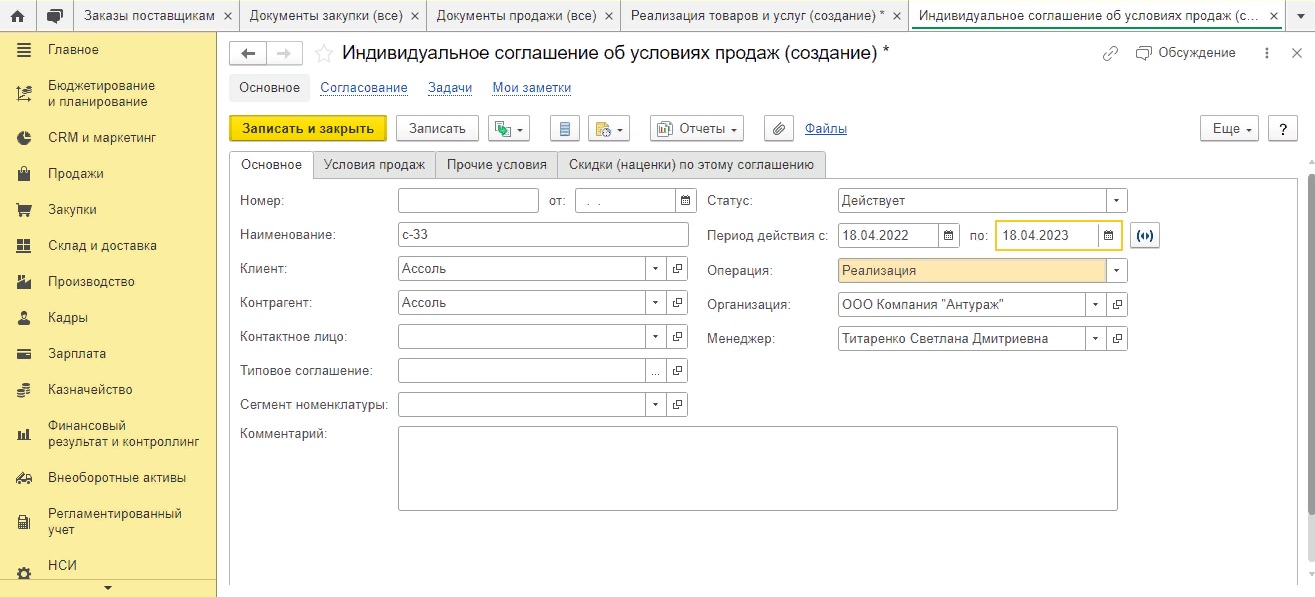 Заказы поставщикам ×
Документы закупки (все) ×
Документы продажи (все) ×
Реализация товаров и услуг (создание) * ×
Индивидуальное соглашение об условиях продаж (с... ×
Главное
Бюджетирование
и планирование
CRM и маркетинг
Продажи
Закупки
Склад и доставка
Производство
Кадры
Зарплата
Казначейство
Финансовый
результат и контроллинг
Внеоборотные активы
Регламентированный
учет
НСИ
Индивидуальное соглашение об условиях продаж (создание) *
Обсуждение
Основное Согласование Задачи Мои заметки
Записать и закрыть Записать Отчеты Файлы Еще ?
Основное Условия продаж Прочие условия Скидки (наценки) по этому соглашению
Номер: от: . . Статус: Действует
Наименование: с-33 Период действия с: 18.04.2022 по: 18.04.2023
Клиент: Ассоль Операция: Реализация
Контрагент: Ассоль Организация: ООО Компания "Антураж"
Контактное лицо: Менеджер: Титаренко Светлана Дмитриевна
Типовое соглашение: ...
Сегмент номенклатуры:
Комментарий: